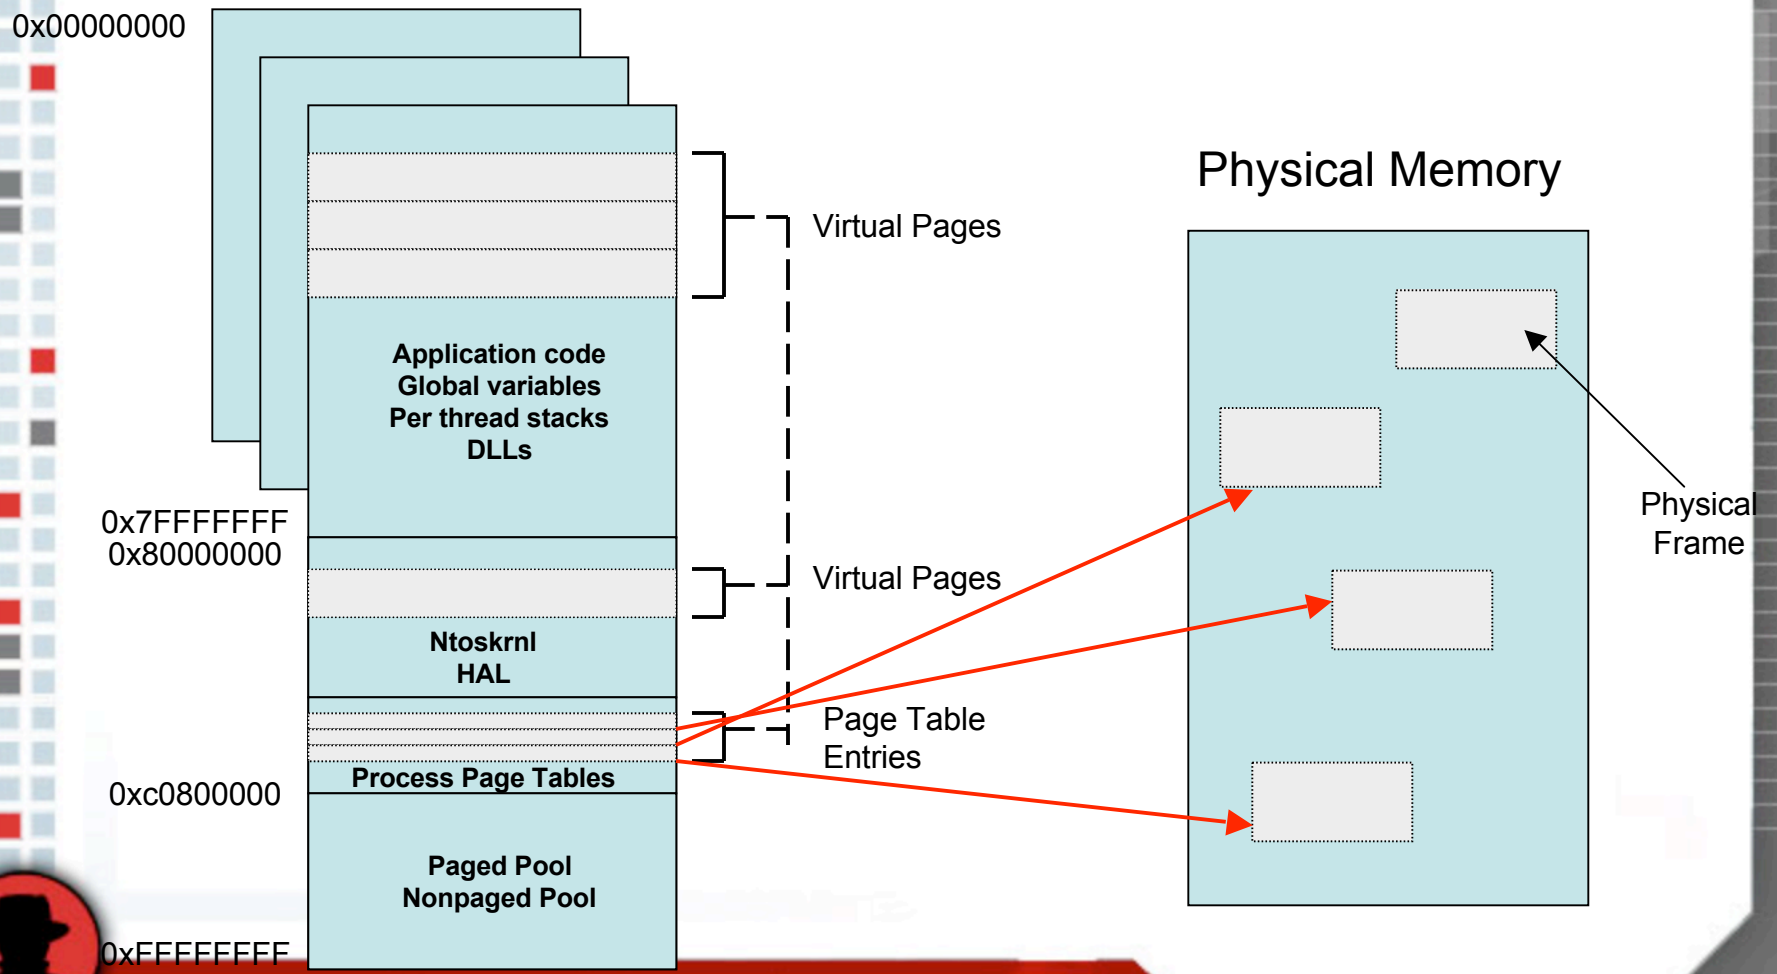 0x00000000
Physical Memory
Virtual Pages
Application code
Global variables
Per thread stacks
DLLs
Physical
Frame
0x7FFFFFFF
0x80000000
Virtual Pages
Ntoskrnl
HAL
Page Table
Entries
Process Page Tables
0xc0800000
Paged Pool
Nonpaged Pool
0xFFFFFFFF